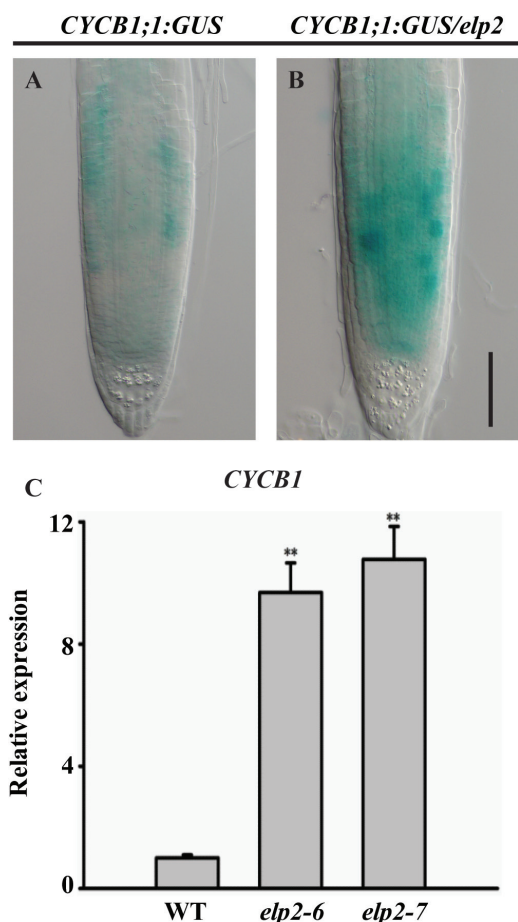 CYCB1;1:GUS CYCB1;1:GUS/elp2
A B
C CYCB1
12
** **
8
Relative expression
4
0
WT elp2-6 elp2-7